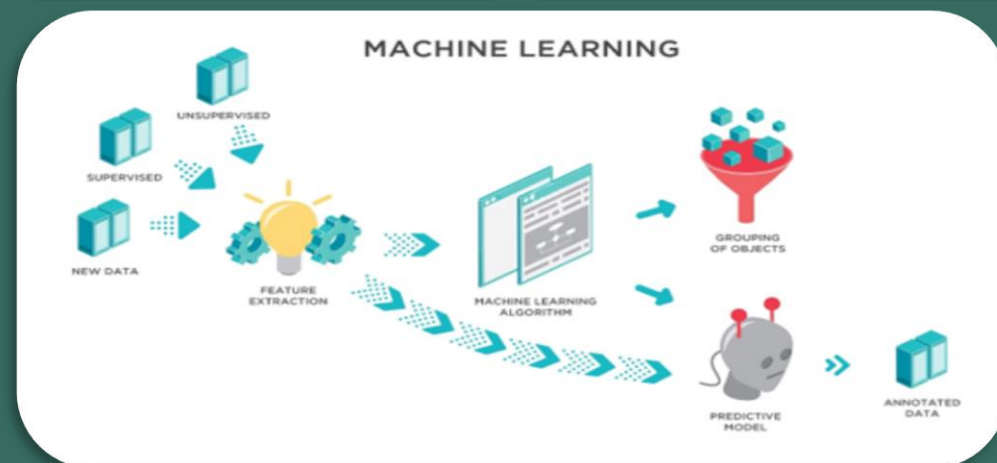 MACHINE LEARNING
UNSUPERVISED
SUPERVISED
NEW DATA
FEATURE
EXTRACTION
MACHINE LEARNING
ALGORITHM
GROUPING
OF OBJECTS
PREDICTIVE
MODEL
ANNOTATED
DATA